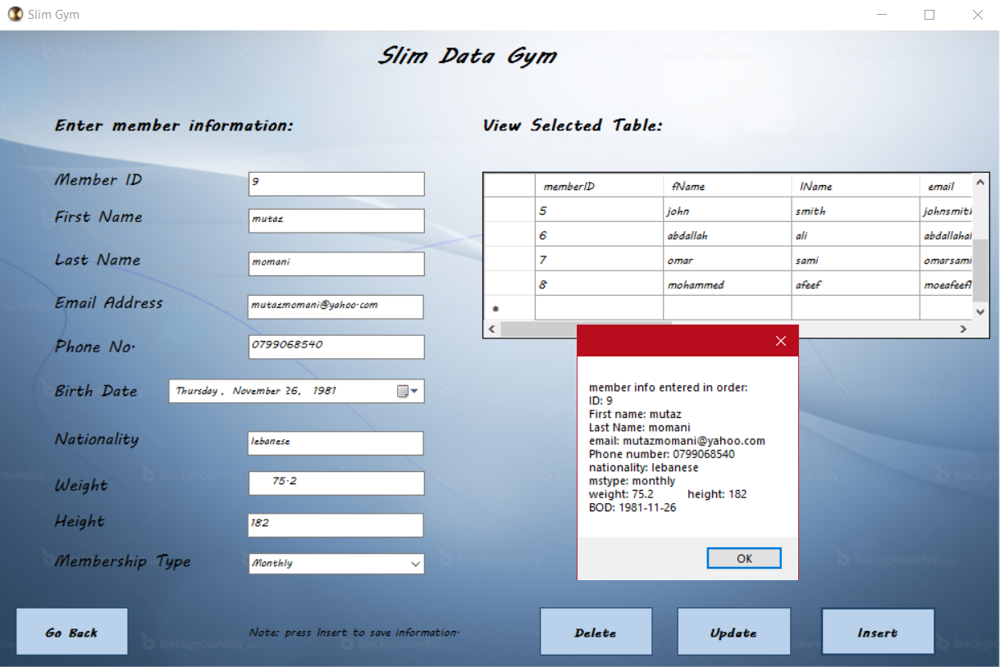 Slim Gym
Slim Data Gym
Enter member information:
Member ID 9
First Name mutaz
Last Name momani
Email Address mutazmomani@yahoo.com
Phone No. 0799068540
Birth Date Thursday , November 26, 1981
Nationality lebanese
Weight 75.2
Height 182
Membership Type Monthly
View Selected Table:
memberID fName lName email
5 john smith johnsmit
6 abdallah ali abdallahal
7 omar sami omarsami
8 mohammed afeef moeafeef
*
member info entered in order:
ID: 9
First name: mutaz
Last Name: momani
email: mutazmomani@yahoo.com
Phone number: 0799068540
nationality: lebanese
mstype: monthly
weight: 75.2 height: 182
BOD: 1981-11-26
OK
Go Back
Note: press Insert to save information.
Delete Update Insert
backgroundsy.com